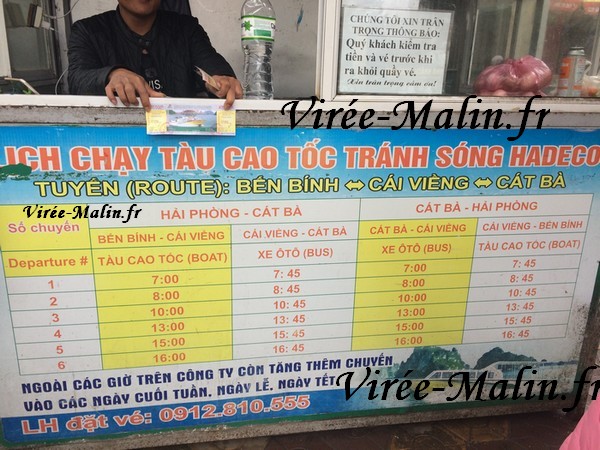 CHÚNG TÔI XIN TRÂN
TRỌNG THÔNG BÁO:
Quý khách kiểm tra
tiền và vé trước khi
ra khỏi quầy vé.
Xin trân trọng cảm ơn!
Virée-Malin.fr
LỊCH CHẠY TÀU CAO TỐC TRÁNH SÓNG HADECO
TUYẾN (ROUTE): BẾN BÍNH ⇔ CÁI VIỀNG ⇔ CÁT BÀ
Virée-Malin.fr
Số chuyến HẢI PHÒNG - CÁT BÀ CÁT BÀ - HẢI PHÒNG
BẾN BÍNH - CÁI VIỀNG CÁI VIỀNG - CÁT BÀ CÁT BÀ - CÁI VIỀNG CÁI VIỀNG - BẾN BÍNH
Departure # TÀU CAO TỐC (BOAT) XE ÔTÔ (BUS) XE ÔTÔ (BUS) TÀU CAO TỐC (BOAT)
1 7:00 7: 45 7:00 7: 45
2 8:00 8: 45 8:00 8: 45
3 10:00 10: 45 10:00 10: 45
4 13:00 13: 45 13:00 13: 45
5 15:00 15: 45 15:00 15: 45
6 16:00 16: 45 16:00 16: 45
NGOÀI CÁC GIỜ TRÊN CÔNG TY CÒN TĂNG THÊM CHUYẾN
VÀO CÁC NGÀY CUỐI TUẦN, NGÀY LỄ, NGÀY TẾT
Virée-Malin.fr
LH đặt vé: 0912.810.555